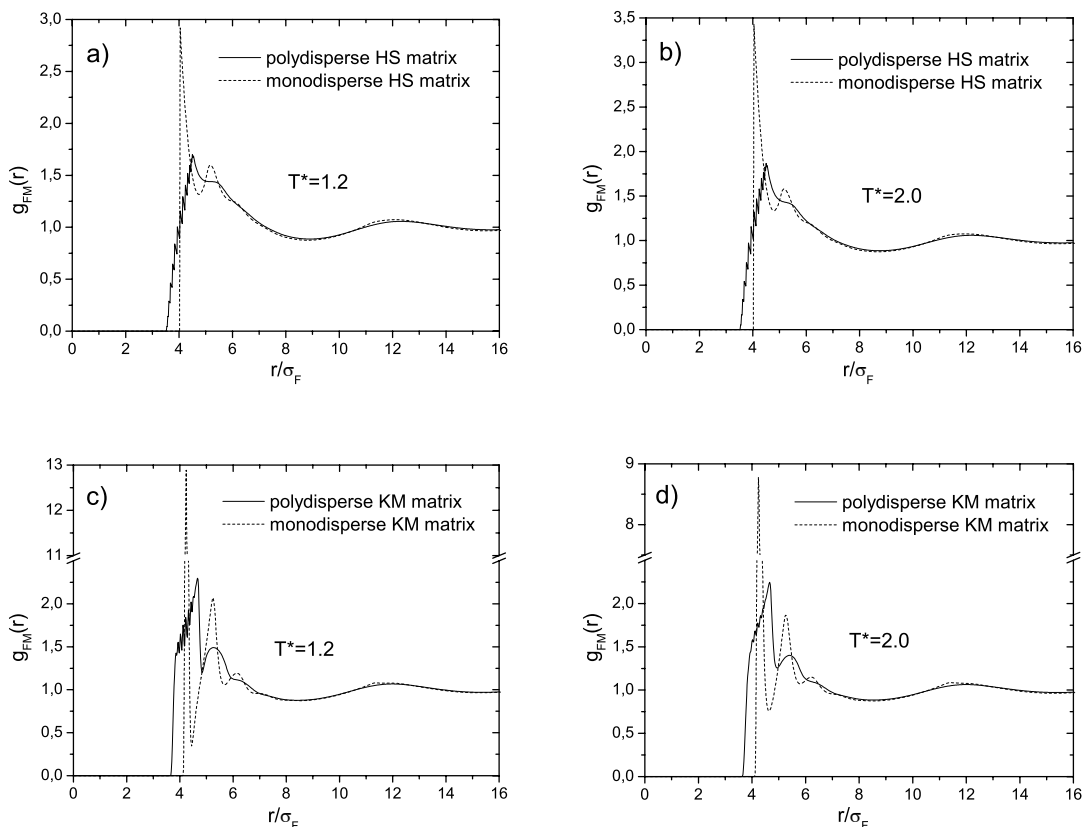 a)
polydisperse HS matrix
monodisperse HS matrix
T*=1.2
g_FM(r)
3,0
2,5
2,0
1,5
1,0
0,5
0,0
0 2 4 6 8 10 12 14 16
r/σ_F
b)
polydisperse HS matrix
monodisperse HS matrix
T*=2.0
g_FM(r)
3,5
3,0
2,5
2,0
1,5
1,0
0,5
0,0
0 2 4 6 8 10 12 14 16
r/σ_F
c)
polydisperse KM matrix
monodisperse KM matrix
T*=1.2
g_FM(r)
13
12
11
2,0
1,5
1,0
0,5
0,0
0 2 4 6 8 10 12 14 16
r/σ_F
d)
polydisperse KM matrix
monodisperse KM matrix
T*=2.0
g_FM(r)
9
8
2,0
1,5
1,0
0,5
0,0
0 2 4 6 8 10 12 14 16
r/σ_F